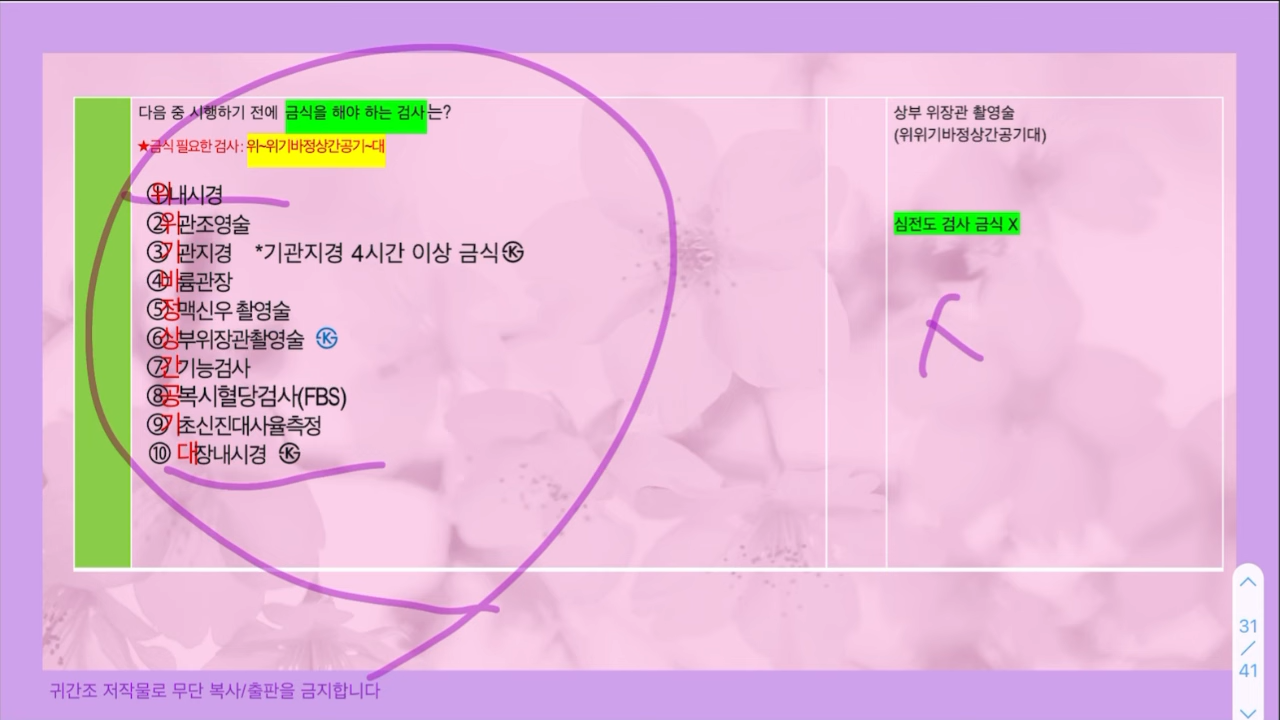 다음 중 시행하기 전에 금식을 해야 하는 검사는?
★금식 필요한 검사 : 위~위기바정상간공기~대
① 위내시경
② 위관조영술
③ 기관지경 *기관지경 4시간 이상 금식Ⓚ
④ 바륨관장
⑤ 정맥신우 촬영술
⑥ 상부위장관촬영술 Ⓚ
⑦ 간기능검사
⑧ 공복시혈당검사(FBS)
⑨ 기초신진대사율측정
⑩ 대장내시경 Ⓚ
상부 위장관 촬영술
(위위기바정상간공기대)
심전도 검사 금식 X
31
/
41
귀간조 저작물로 무단 복사/출판을 금지합니다